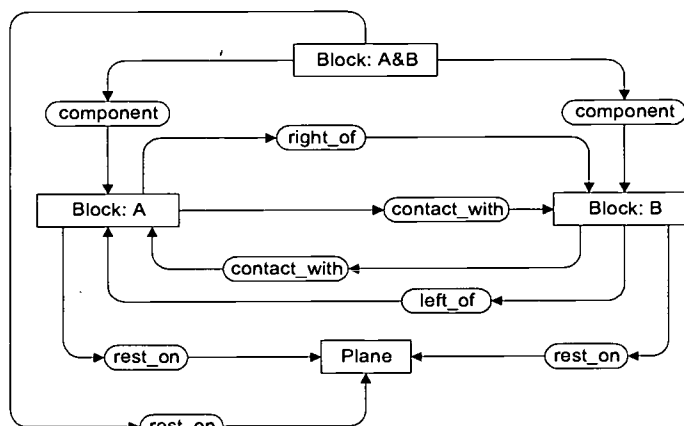 Block: A&B
component
component
right_of
Block: A
contact_with
Block: B
contact_with
left_of
rest_on
Plane
rest_on
rest_on